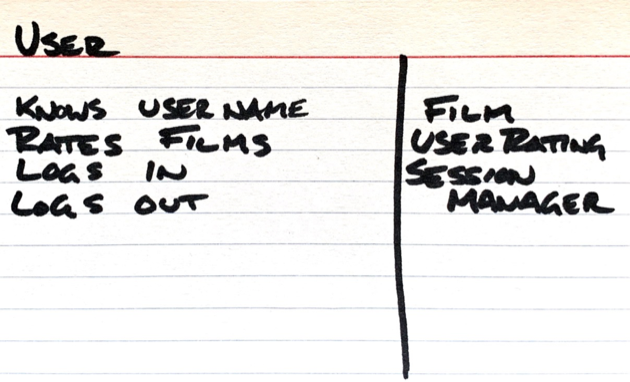 USER
KNOWS USER NAME
RATES FILMS
LOGS IN
LOGS OUT
FILM
USER RATING
SESSION
MANAGER